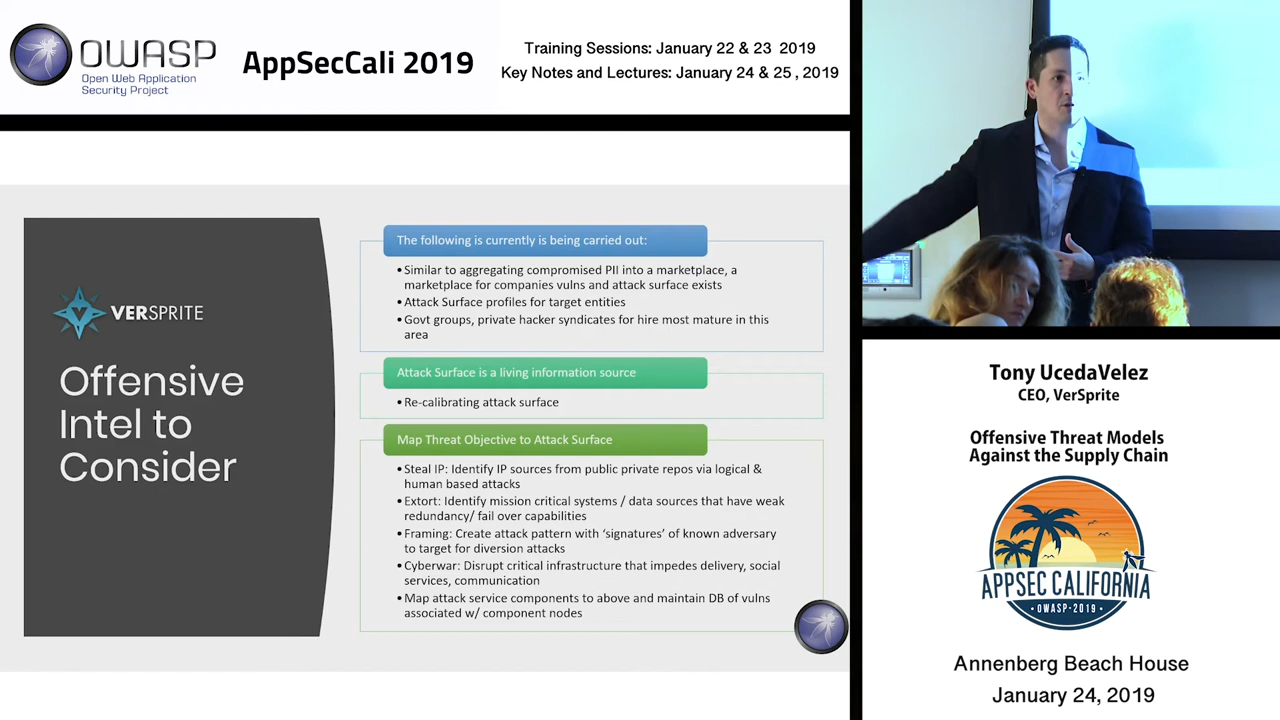 OWASP
Open Web Application
Security Project
AppSecCali 2019
Training Sessions: January 22 & 23 2019
Key Notes and Lectures: January 24 & 25 , 2019
VERSPRITE
Offensive
Intel to
Consider
The following is currently is being carried out:
• Similar to aggregating compromised PII into a marketplace, a
marketplace for companies vulns and attack surface exists
• Attack Surface profiles for target entities
• Govt groups, private hacker syndicates for hire most mature in this
area
Attack Surface is a living information source
• Re-calibrating attack surface
Map Threat Objective to Attack Surface
• Steal IP: Identify IP sources from public private repos via logical &
human based attacks
• Extort: Identify mission critical systems / data sources that have weak
redundancy/ fail over capabilities
• Framing: Create attack pattern with ‘signatures’ of known adversary
to target for diversion attacks
• Cyberwar: Disrupt critical infrastructure that impedes delivery, social
services, communication
• Map attack service components to above and maintain DB of vulns
associated w/ component nodes
Tony UcedaVelez
CEO, VerSprite
Offensive Threat Models
Against the Supply Chain
APPSEC CALIFORNIA
• OWASP-2019 •
Annenberg Beach House
January 24, 2019